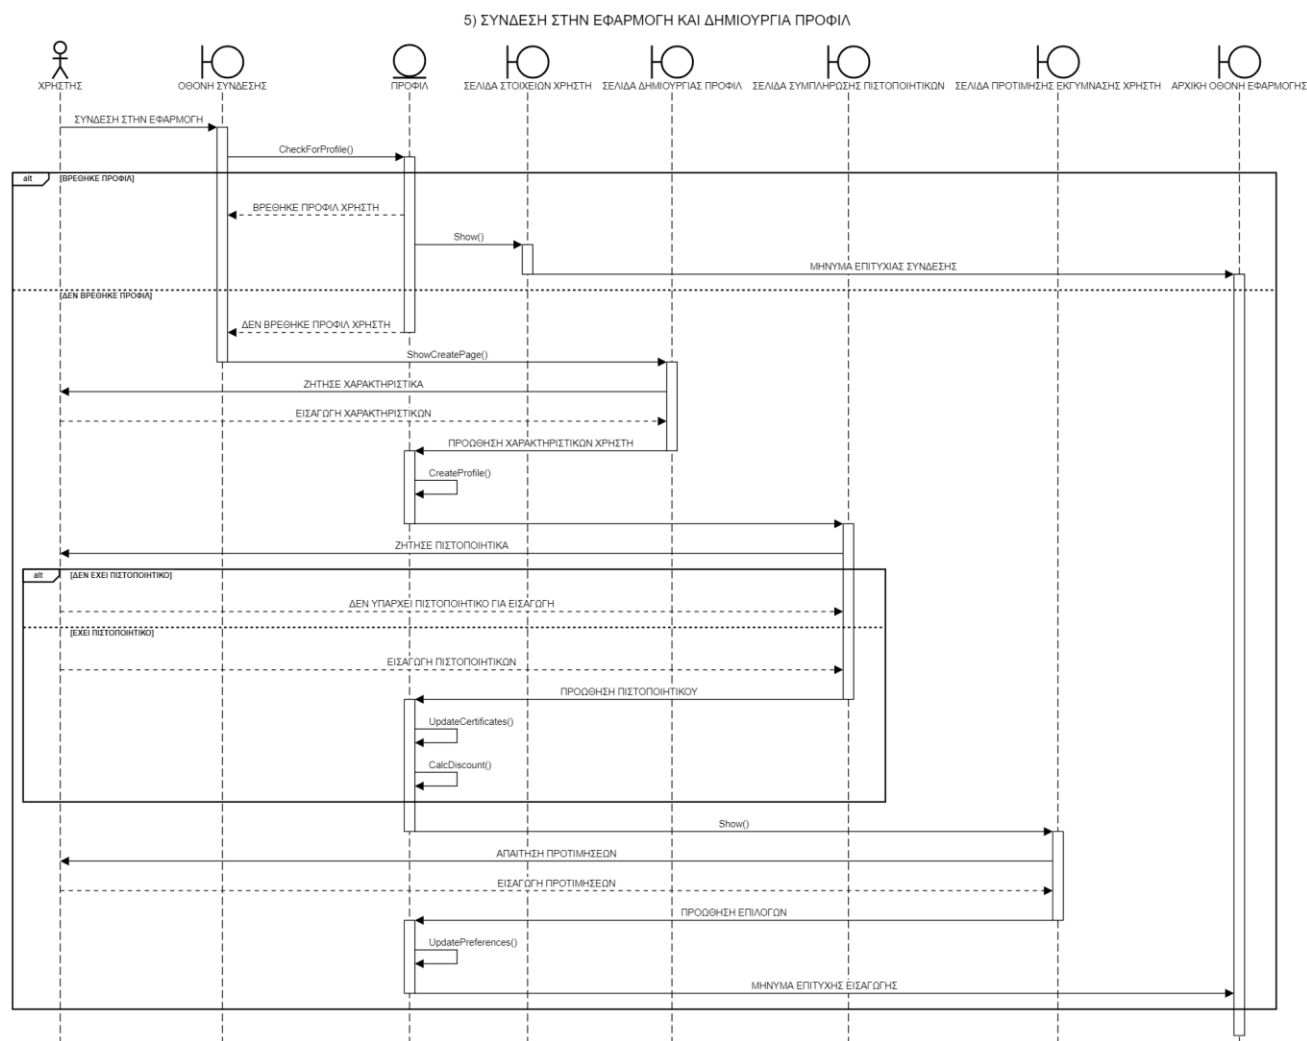 5) ΣΥΝΔΕΣΗ ΣΤΗΝ ΕΦΑΡΜΟΓΗ ΚΑΙ ΔΗΜΙΟΥΡΓΙΑ ΠΡΟΦΙΛ
ΧΡΗΣΤΗΣ
ΟΘΟΝΗ ΣΥΝΔΕΣΗΣ
ΠΡΟΦΙΛ
ΣΕΛΙΔΑ ΣΤΟΙΧΕΙΩΝ ΧΡΗΣΤΗ
ΣΕΛΙΔΑ ΔΗΜΙΟΥΡΓΙΑΣ ΠΡΟΦΙΛ
ΣΕΛΙΔΑ ΣΥΜΠΛΗΡΩΣΗΣ ΠΙΣΤΟΠΟΙΗΤΙΚΩΝ
ΣΕΛΙΔΑ ΠΡΟΤΙΜΗΣΗΣ ΕΚΓΥΜΝΑΣΗΣ ΧΡΗΣΤΗ
ΑΡΧΙΚΗ ΟΘΟΝΗ ΕΦΑΡΜΟΓΗΣ
ΣΥΝΔΕΣΗ ΣΤΗΝ ΕΦΑΡΜΟΓΗ
CheckForProfile()
alt [ΒΡΕΘΗΚΕ ΠΡΟΦΙΛ]
ΒΡΕΘΗΚΕ ΠΡΟΦΙΛ ΧΡΗΣΤΗ
Show()
ΜΗΝΥΜΑ ΕΠΙΤΥΧΙΑΣ ΣΥΝΔΕΣΗΣ
[ΔΕΝ ΒΡΕΘΗΚΕ ΠΡΟΦΙΛ]
ΔΕΝ ΒΡΕΘΗΚΕ ΠΡΟΦΙΛ ΧΡΗΣΤΗ
ShowCreatePage()
ΖΗΤΗΣΕ ΧΑΡΑΚΤΗΡΙΣΤΙΚΑ
ΕΙΣΑΓΩΓΗ ΧΑΡΑΚΤΗΡΙΣΤΙΚΩΝ
ΠΡΟΩΘΗΣΗ ΧΑΡΑΚΤΗΡΙΣΤΙΚΩΝ ΧΡΗΣΤΗ
CreateProfile()
ΖΗΤΗΣΕ ΠΙΣΤΟΠΟΙΗΤΙΚΑ
alt [ΔΕΝ ΕΧΕΙ ΠΙΣΤΟΠΟΙΗΤΙΚΟ]
ΔΕΝ ΥΠΑΡΧΕΙ ΠΙΣΤΟΠΟΙΗΤΙΚΟ ΓΙΑ ΕΙΣΑΓΩΓΗ
[ΕΧΕΙ ΠΙΣΤΟΠΟΙΗΤΙΚΟ]
ΕΙΣΑΓΩΓΗ ΠΙΣΤΟΠΟΙΗΤΙΚΩΝ
ΠΡΟΩΘΗΣΗ ΠΙΣΤΟΠΟΙΗΤΙΚΟΥ
UpdateCertificates()
CalcDiscount()
Show()
ΑΠΑΙΤΗΣΗ ΠΡΟΤΙΜΗΣΕΩΝ
ΕΙΣΑΓΩΓΗ ΠΡΟΤΙΜΗΣΕΩΝ
ΠΡΟΩΘΗΣΗ ΕΠΙΛΟΓΩΝ
UpdatePreferences()
ΜΗΝΥΜΑ ΕΠΙΤΥΧΗΣ ΕΙΣΑΓΩΓΗΣ